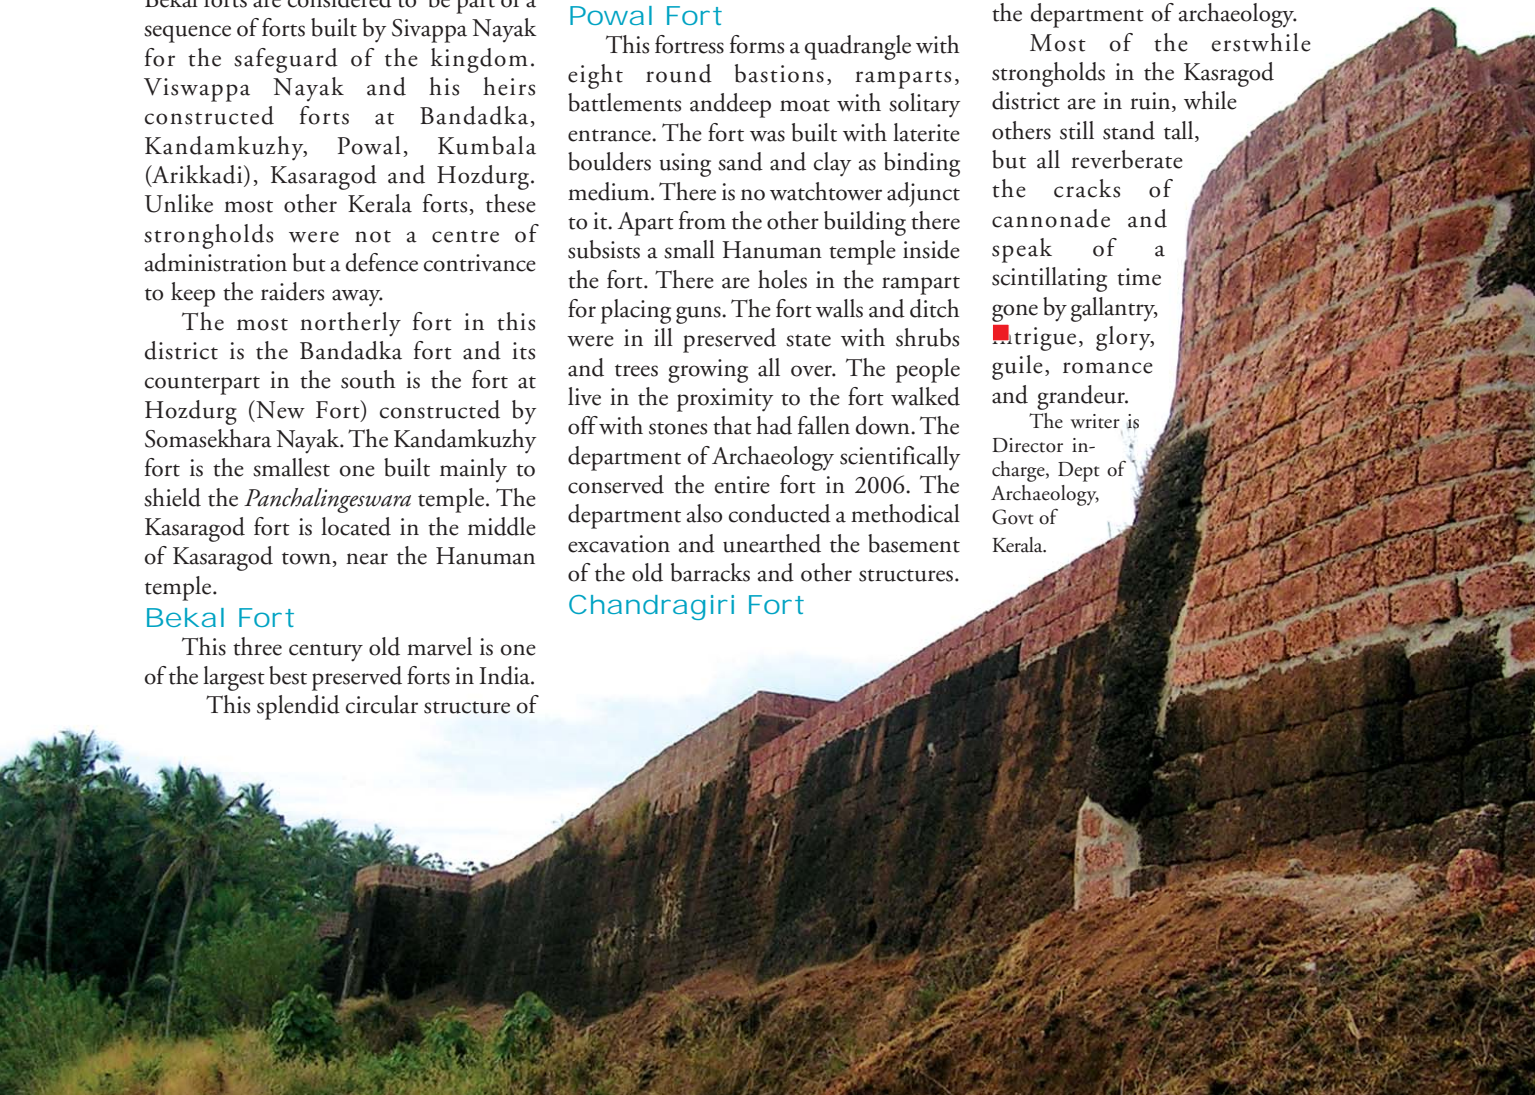 Bekal forts are considered to be part of a
sequence of forts built by Sivappa Nayak
for the safeguard of the kingdom.
Viswappa Nayak and his heirs
constructed forts at Bandadka,
Kandamkuzhy, Powal, Kumbala
(Arikkadi), Kasaragod and Hozdurg.
Unlike most other Kerala forts, these
strongholds were not a centre of
administration but a defence contrivance
to keep the raiders away.
The most northerly fort in this
district is the Bandadka fort and its
counterpart in the south is the fort at
Hozdurg (New Fort) constructed by
Somasekhara Nayak. The Kandamkuzhy
fort is the smallest one built mainly to
shield the Panchalingeswara temple. The
Kasaragod fort is located in the middle
of Kasaragod town, near the Hanuman
temple.
Bekal Fort
This three century old marvel is one
of the largest best preserved forts in India.
This splendid circular structure of
Powal Fort
This fortress forms a quadrangle with
eight round bastions, ramparts,
battlements anddeep moat with solitary
entrance. The fort was built with laterite
boulders using sand and clay as binding
medium. There is no watchtower adjunct
to it. Apart from the other building there
subsists a small Hanuman temple inside
the fort. There are holes in the rampart
for placing guns. The fort walls and ditch
were in ill preserved state with shrubs
and trees growing all over. The people
live in the proximity to the fort walked
off with stones that had fallen down. The
department of Archaeology scientifically
conserved the entire fort in 2006. The
department also conducted a methodical
excavation and unearthed the basement
of the old barracks and other structures.
Chandragiri Fort
the department of archaeology.
Most of the erstwhile
strongholds in the Kasragod
district are in ruin, while
others still stand tall,
but all reverberate
the cracks of
cannonade and
speak of a
scintillating time
gone by gallantry,
intrigue, glory,
guile, romance
and grandeur.
The writer is
Director in-
charge, Dept of
Archaeology,
Govt of
Kerala.